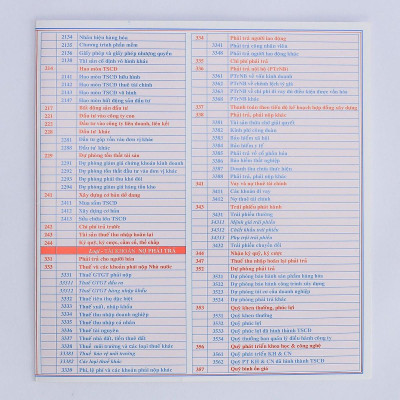 2134 Nhãn hiệu hàng hóa
2135 Chương trình phần mềm
2136 Giấy phép và giấy phép nhượng quyền
2138 Tài sản cố định vô hình khác
214 Hao mòn TSCĐ
2141 Hao mòn TSCĐ hữu hình
2142 Hao mòn TSCĐ thuê tài chính
2143 Hao mòn TSCĐ vô hình
2147 Hao mòn bất động sản đầu tư
217 Bất động sản đầu tư
221 Đầu tư vào công ty con
222 Đầu tư vào công ty liên doanh, liên kết
228 Đầu tư khác
2281 Đầu tư góp vốn vào đơn vị khác
2288 Đầu tư khác
229 Dự phòng tổn thất tài sản
2291 Dự phòng giảm giá chứng khoán kinh doanh
2292 Dự phòng tổn thất đầu tư vào đơn vị khác
2293 Dự phòng phải thu khó đòi
2294 Dự phòng giảm giá hàng tồn kho
241 Xây dựng cơ bản dở dang
2411 Mua sắm TSCĐ
2412 Xây dựng cơ bản
2413 Sửa chữa lớn TSCĐ
242 Chi phí trả trước
243 Tài sản thuế thu nhập hoãn lại
244 Ký quỹ, ký cược, cầm cố, thế chấp
Loại TÀI KHOẢN NỢ PHẢI TRẢ
331 Phải trả cho người bán
333 Thuế và các khoản phải nộp Nhà nước
3331 Thuế GTGT phải nộp
33311 Thuế GTGT đầu ra
33312 Thuế GTGT hàng nhập khẩu
3332 Thuế tiêu thụ đặc biệt
3333 Thuế xuất, nhập khẩu
3334 Thuế thu nhập doanh nghiệp
3335 Thuế thu nhập cá nhân
3336 Thuế tài nguyên
3337 Thuế nhà đất, tiền thuê đất
3338 Thuế môi trường và các loại thuế khác
33381 Thuế bảo vệ môi trường
33382 Các loại thuế khác
3339 Phí, lệ phí và các khoản phải nộp khác
334 Phải trả người lao động
3341 Phải trả công nhân viên
3348 Phải trả người lao động khác
335 Chi phí phải trả
336 Phải trả nội bộ (PTrNB)
3361 PTrNB về vốn kinh doanh
3362 PTrNB về chênh lệch tỷ giá
3363 PTrNB về chi phí đi vay đủ điều kiện được vốn hóa
3368 PTrNB khác
337 Thanh toán theo tiến độ kế hoạch hợp đồng xây dựng
338 Phải trả, phải nộp khác
3381 Tài sản thừa chờ giải quyết
3382 Kinh phí công đoàn
3383 Bảo hiểm xã hội
3384 Bảo hiểm y tế
3385 Phải trả về cổ phần hóa
3386 Bảo hiểm thất nghiệp
3387 Doanh thu chưa thực hiện
3388 Phải trả, phải nộp khác
341 Vay và nợ thuê tài chính
3411 Các khoản đi vay
3412 Nợ thuê tài chính
343 Trái phiếu phát hành
3431 Trái phiếu thường
34311 Mệnh giá trái phiếu
34312 Chiết khấu trái phiếu
34313 Phụ trội trái phiếu
3432 Trái phiếu chuyển đổi
344 Nhận ký quỹ, ký cược
347 Thuế thu nhập hoãn lại phải trả
352 Dự phòng phải trả
3521 Dự phòng bảo hành sản phẩm hàng hóa
3522 Dự phòng bảo hành công trình xây dựng
3523 Dự phòng tái cơ cấu doanh nghiệp
3524 Dự phòng phải trả khác
353 Quỹ khen thưởng, phúc lợi
3531 Quỹ khen thưởng
3532 Quỹ phúc lợi
3533 Quỹ phúc lợi đã hình thành TSCĐ
3534 Quỹ thưởng ban quản lý điều hành công ty
356 Quỹ phát triển khoa học & công nghệ
3561 Quỹ phát triển KH & CN
3562 Quỹ PT KH & CN đã hình thành TSCĐ
357 Quỹ bình ổn giá